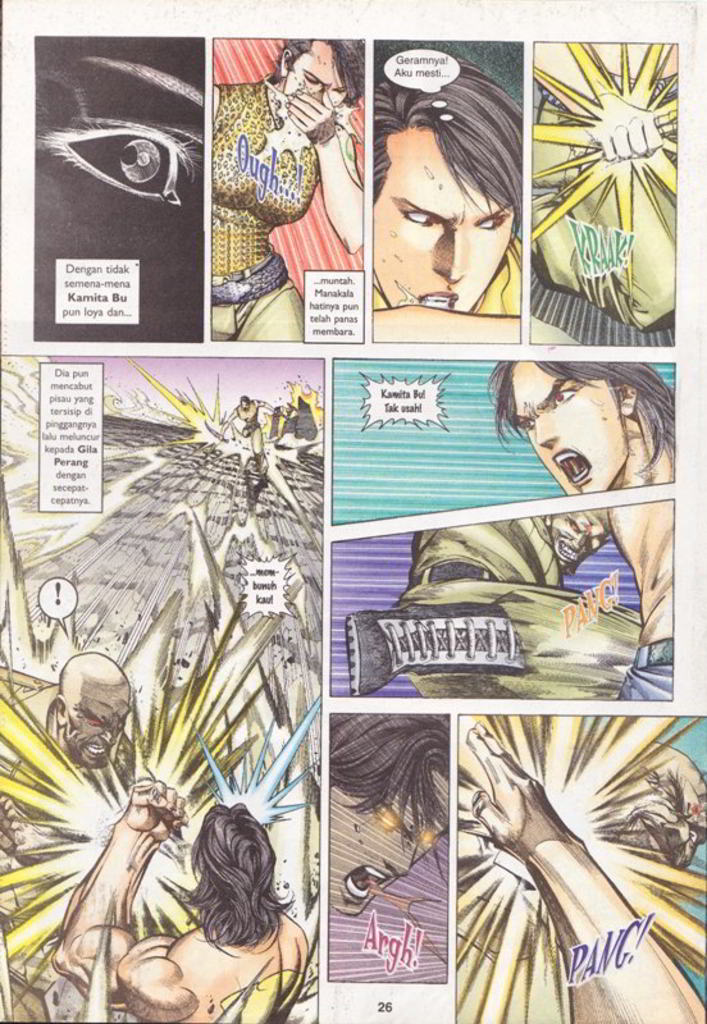 Dengan tidak
semena-mena
Kamita Bu
pun loya dan...
Ough...!
...muntah.
Manakala
hatinya pun
telah panas
membara.
Geramnya!
Aku mesti...
KRAAK!
Dia pun
mencabut
pisau yang
tersisip di
pinggangnya
lalu meluncur
kepada Gila
Perang
dengan
secepat-
cepatnya.
...mem-
bunuh
kau!
!
Kamita Bu!
Tak usah!
PANG!
Argh!
PANG!
26